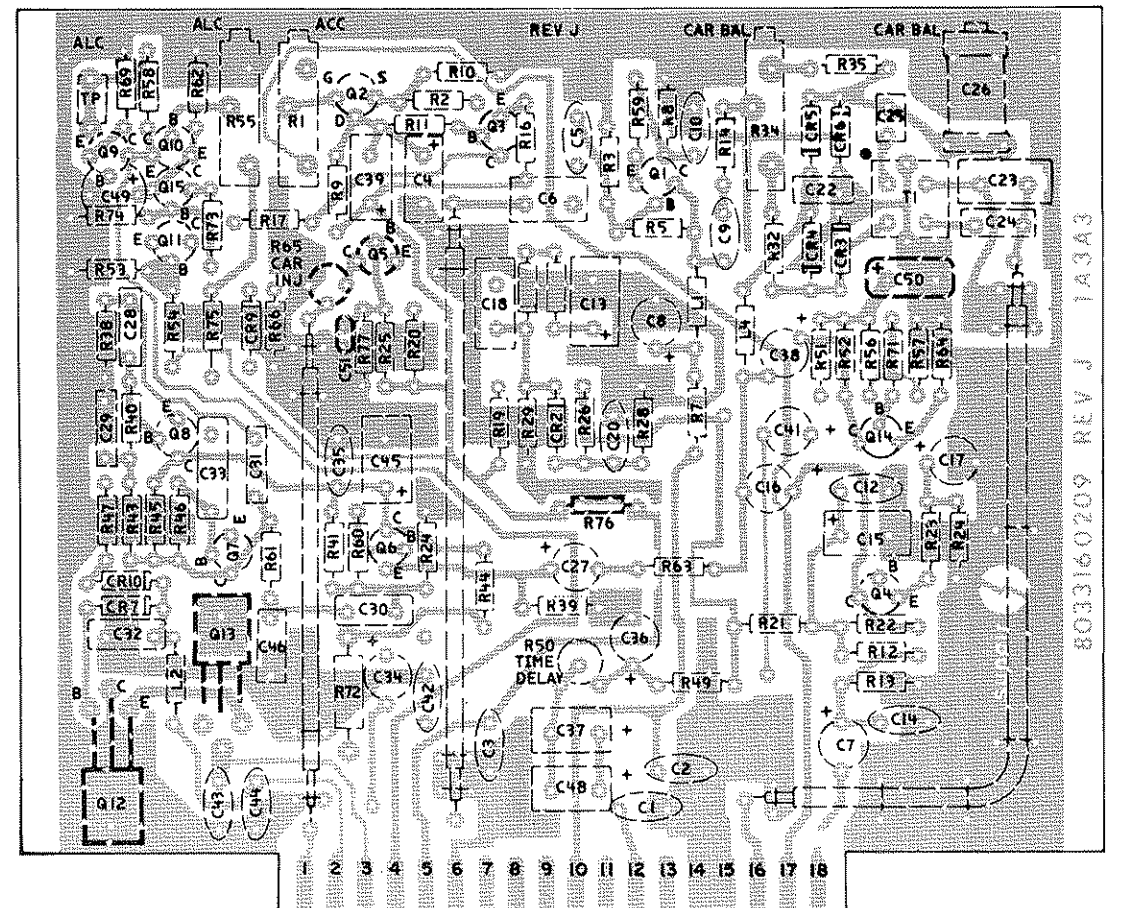 ALC
ACC
REV J
CAR BAL
CAR BAL
ALC
R69
R58
R62
G
S
R10
R35
TP
R55
R1
Q2
R2
E
R59
R8
C26
D
R11
B
Q3
R16
C5
C10
R14
R34
CR5
CR6
E
Q9
C
C
Q10
B
E
C
R3
E
Q1
C
B
C49
+
Q15
C
R9
C39
C4
+
C6
C22
T1
C23
R74
R73
R17
+
B
R5
B
C9
R32
CR4
CR3
C24
E
Q11
B
B
R65
CAR
INJ
C
Q5
E
R53
C18
C13
+
C8
+
L1
L4
+
C50
R38
C28
R54
R75
CR9
R66
C51
R77
R25
R20
+
C38
R51
R52
R56
R71
R57
R64
C29
R40
E
Q8
B
C
C33
C31
C35
C45
+
R19
R29
CR2
R26
C20
R28
R7
C41
+
B
C
Q14
E
C16
+
+
C12
+
C17
R47
R43
R45
R46
E
B
Q7
C
R61
R41
R60
C
Q6
B
E
R24
R76
+
C27
R63
+
C15
R23
R24
R44
B
Q4
C
E
CR10
CR7
C32
Q13
C46
C30
R39
R21
R22
L2
R72
+
C34
C42
R50
TIME
DELAY
C36
+
R49
R12
R13
B
C
E
C3
C37
+
+
C7
C14
Q12
C43
C44
C48
+
C2
C1
1 2 3 4 5 6 7 8 9 10 11 12 13 14 15 16 17 18
8033160209 REV J 1A3A3